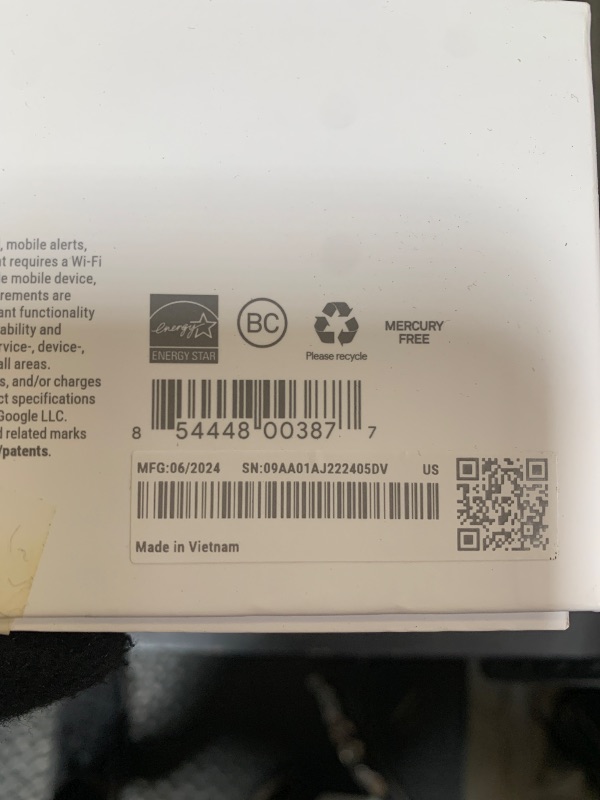 , mobile alerts,
t requires a Wi-Fi
e mobile device,
rements are
ant functionality
ability and
rvice-, device-,
all areas.
s, and/or charges
ct specifications
Google LLC.
d related marks
/patents.
energy
ENERGY STAR
BC
Please recycle
MERCURY
FREE
8 54448 00387 7
MFG:06/2024 SN:09AA01AJ222405DV US
Made in Vietnam